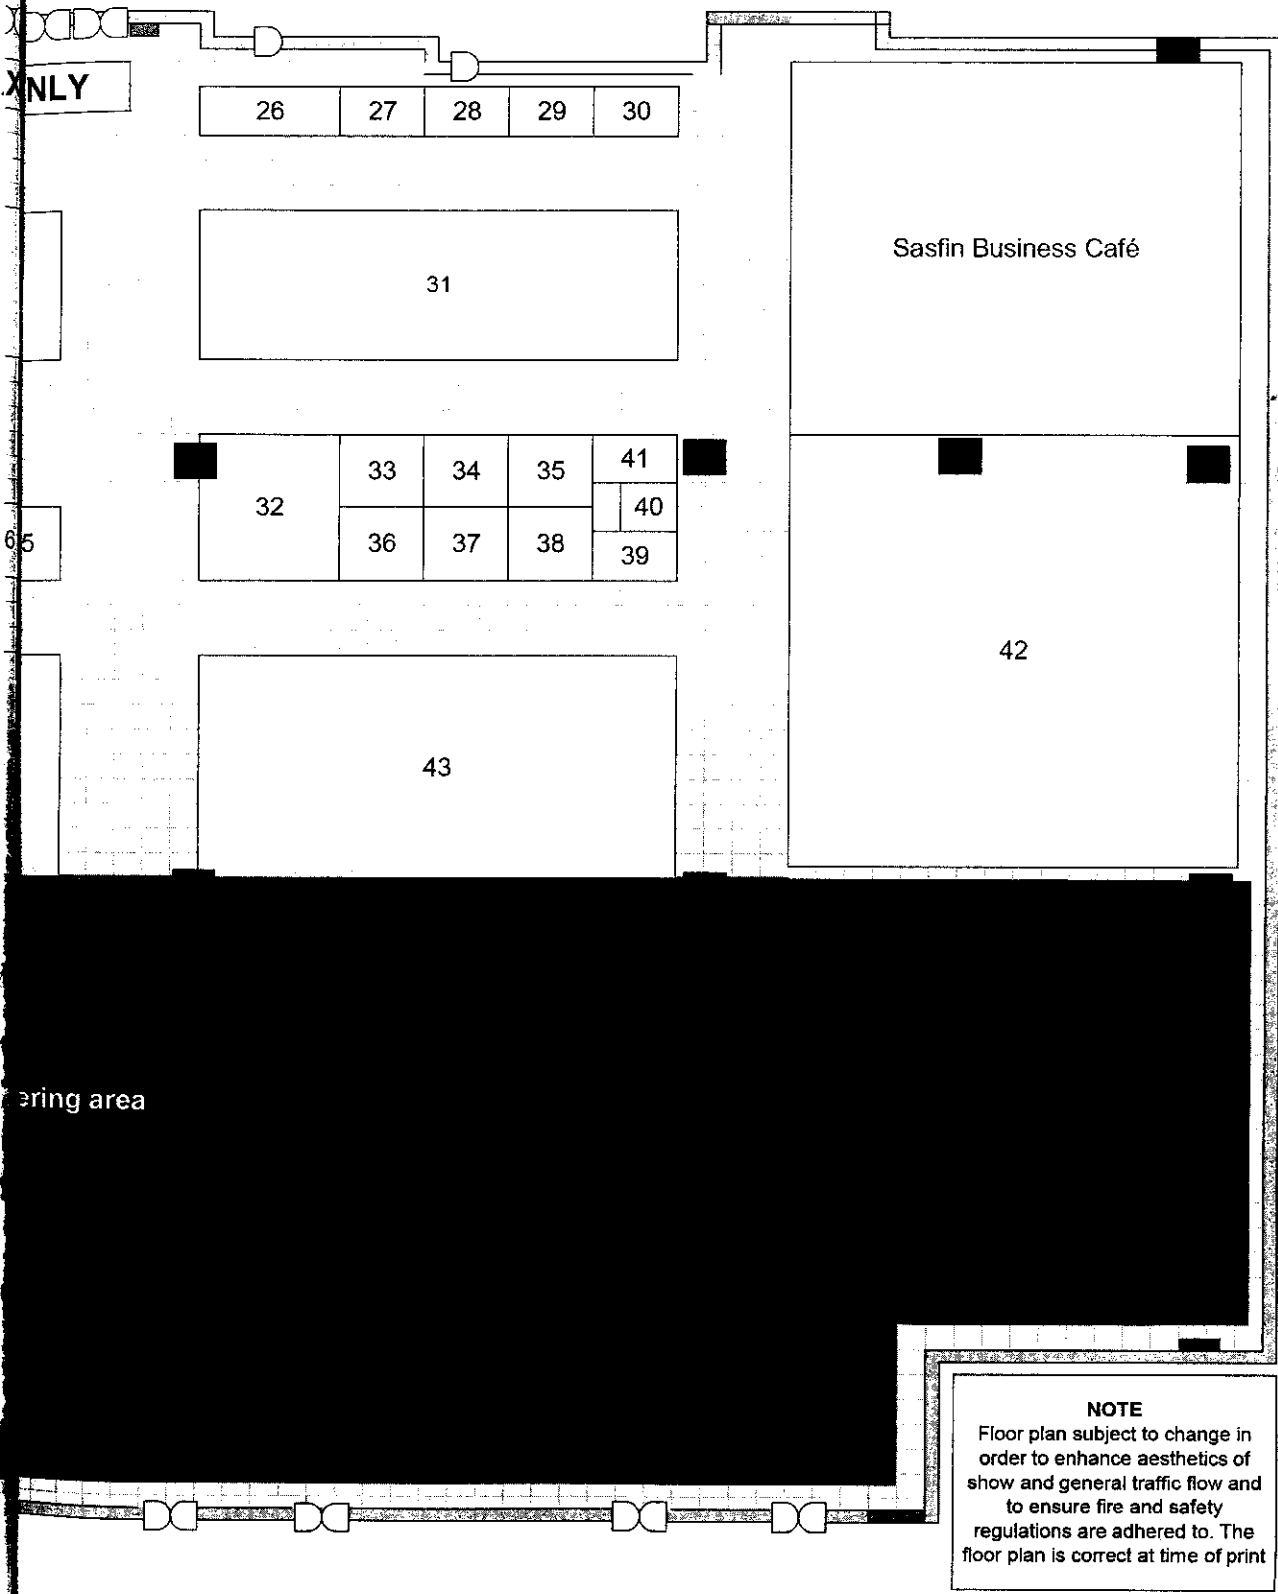 NLY
26 27 28 29 30
Sasfin Business Café
31
33 34 35 41
32 40
36 37 38 39
5
42
43
ering area
NOTE
Floor plan subject to change in
order to enhance aesthetics of
show and general traffic flow and
to ensure fire and safety
regulations are adhered to. The
floor plan is correct at time of print